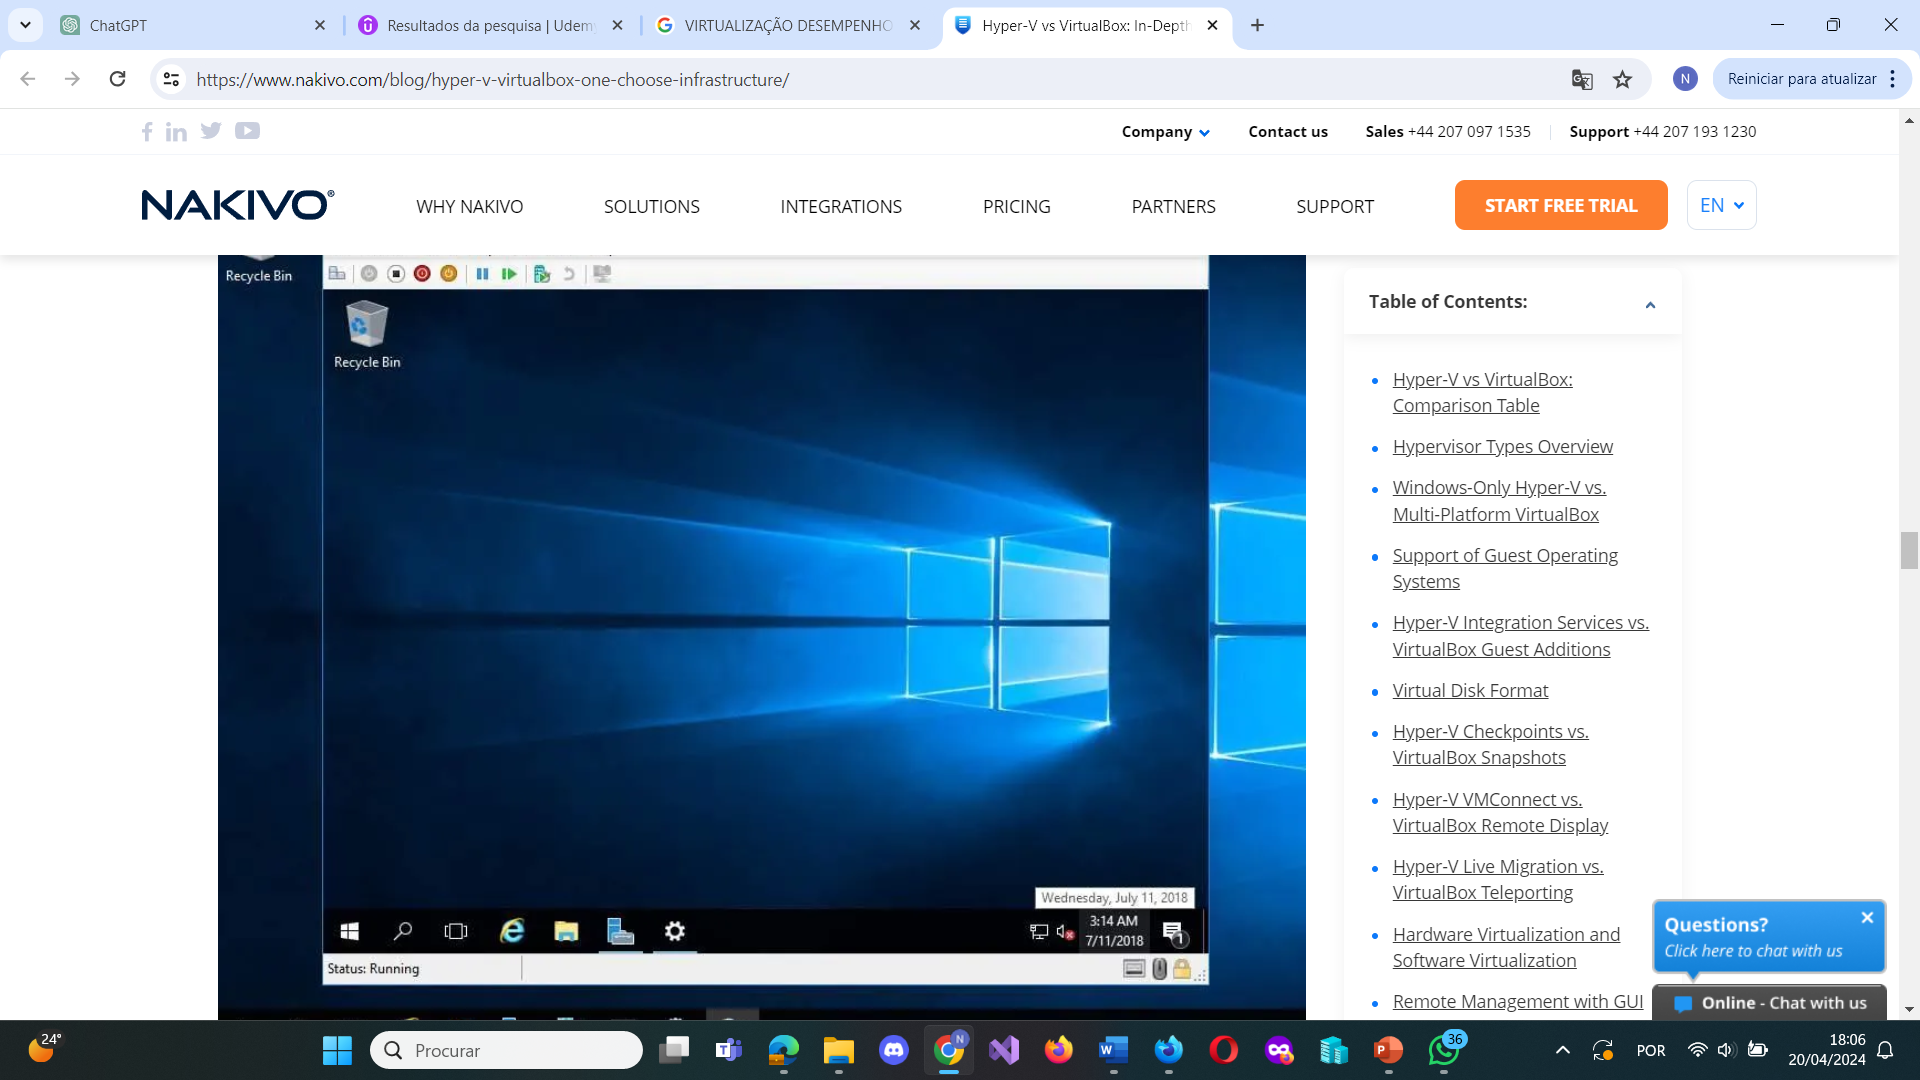 ChatGPT
Resultados da pesquisa | Udem
VIRTUALIZAÇÃO DESEMPENHO
Hyper-V vs VirtualBox: In-Depth
https://www.nakivo.com/blog/hyper-v-virtualbox-one-choose-infrastructure/
N
Reiniciar para atualizar
Company
Contact us
Sales +44 207 097 1535
Support +44 207 193 1230
NAKIVO®
WHY NAKIVO
SOLUTIONS
INTEGRATIONS
PRICING
PARTNERS
SUPPORT
START FREE TRIAL
EN
Recycle Bin
Recycle Bin
Wednesday, July 11, 2018
3:14 AM
7/11/2018
1
Status: Running
Table of Contents:
Hyper-V vs VirtualBox:
Comparison Table
Hypervisor Types Overview
Windows-Only Hyper-V vs.
Multi-Platform VirtualBox
Support of Guest Operating
Systems
Hyper-V Integration Services vs.
VirtualBox Guest Additions
Virtual Disk Format
Hyper-V Checkpoints vs.
VirtualBox Snapshots
Hyper-V VMConnect vs.
VirtualBox Remote Display
Hyper-V Live Migration vs.
VirtualBox Teleporting
Hardware Virtualization and
Software Virtualization
Remote Management with GUI
Questions?
Click here to chat with us
Online - Chat with us
24°
Procurar
N
36
POR
18:06
20/04/2024